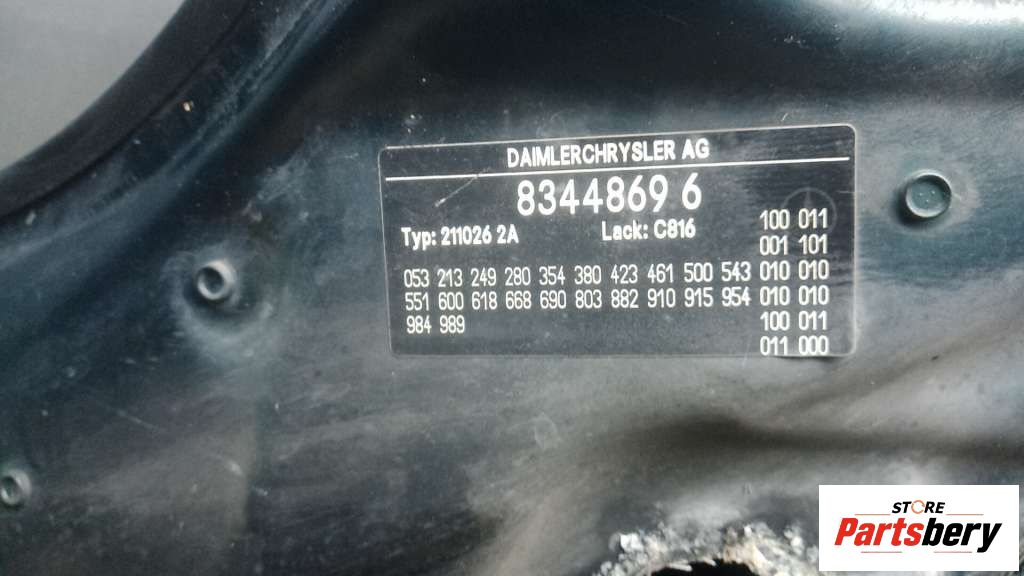 DAIMLERCHRYSLER AG
8344869 6
Typ: 211026 2A Lack: C816
053 213 249 280 354 380 423 461 500 543
551 600 618 668 690 803 882 910 915 954
984 989
100 011
001 101
010 010
010 010
100 011
011 000
STORE
Partsbery